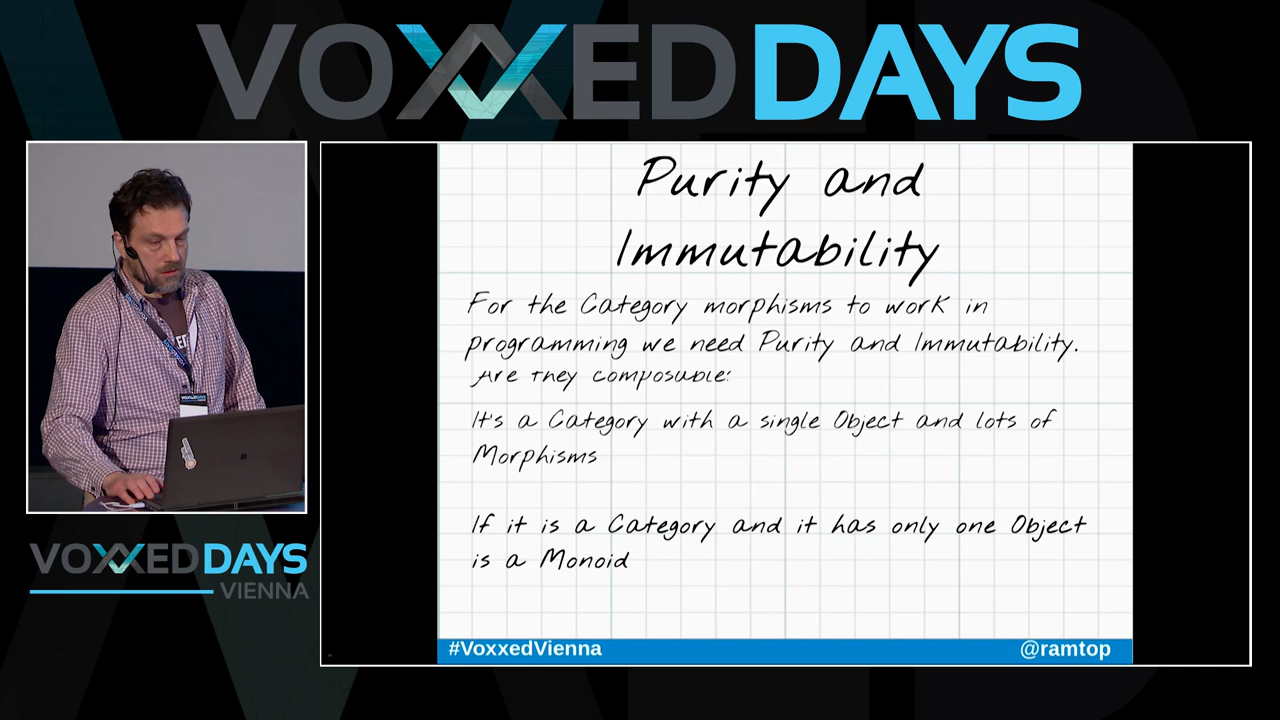 VOXXED DAYS
Purity and
Immutability
For the Category morphisms to work in
programming we need Purity and Immutability.
Are they composable?
It's a Category with a single Object and lots of
Morphisms
If it is a Category and it has only one Object
is a Monoid
#VoxxedVienna
@ramtop
VOXXED DAYS
VIENNA